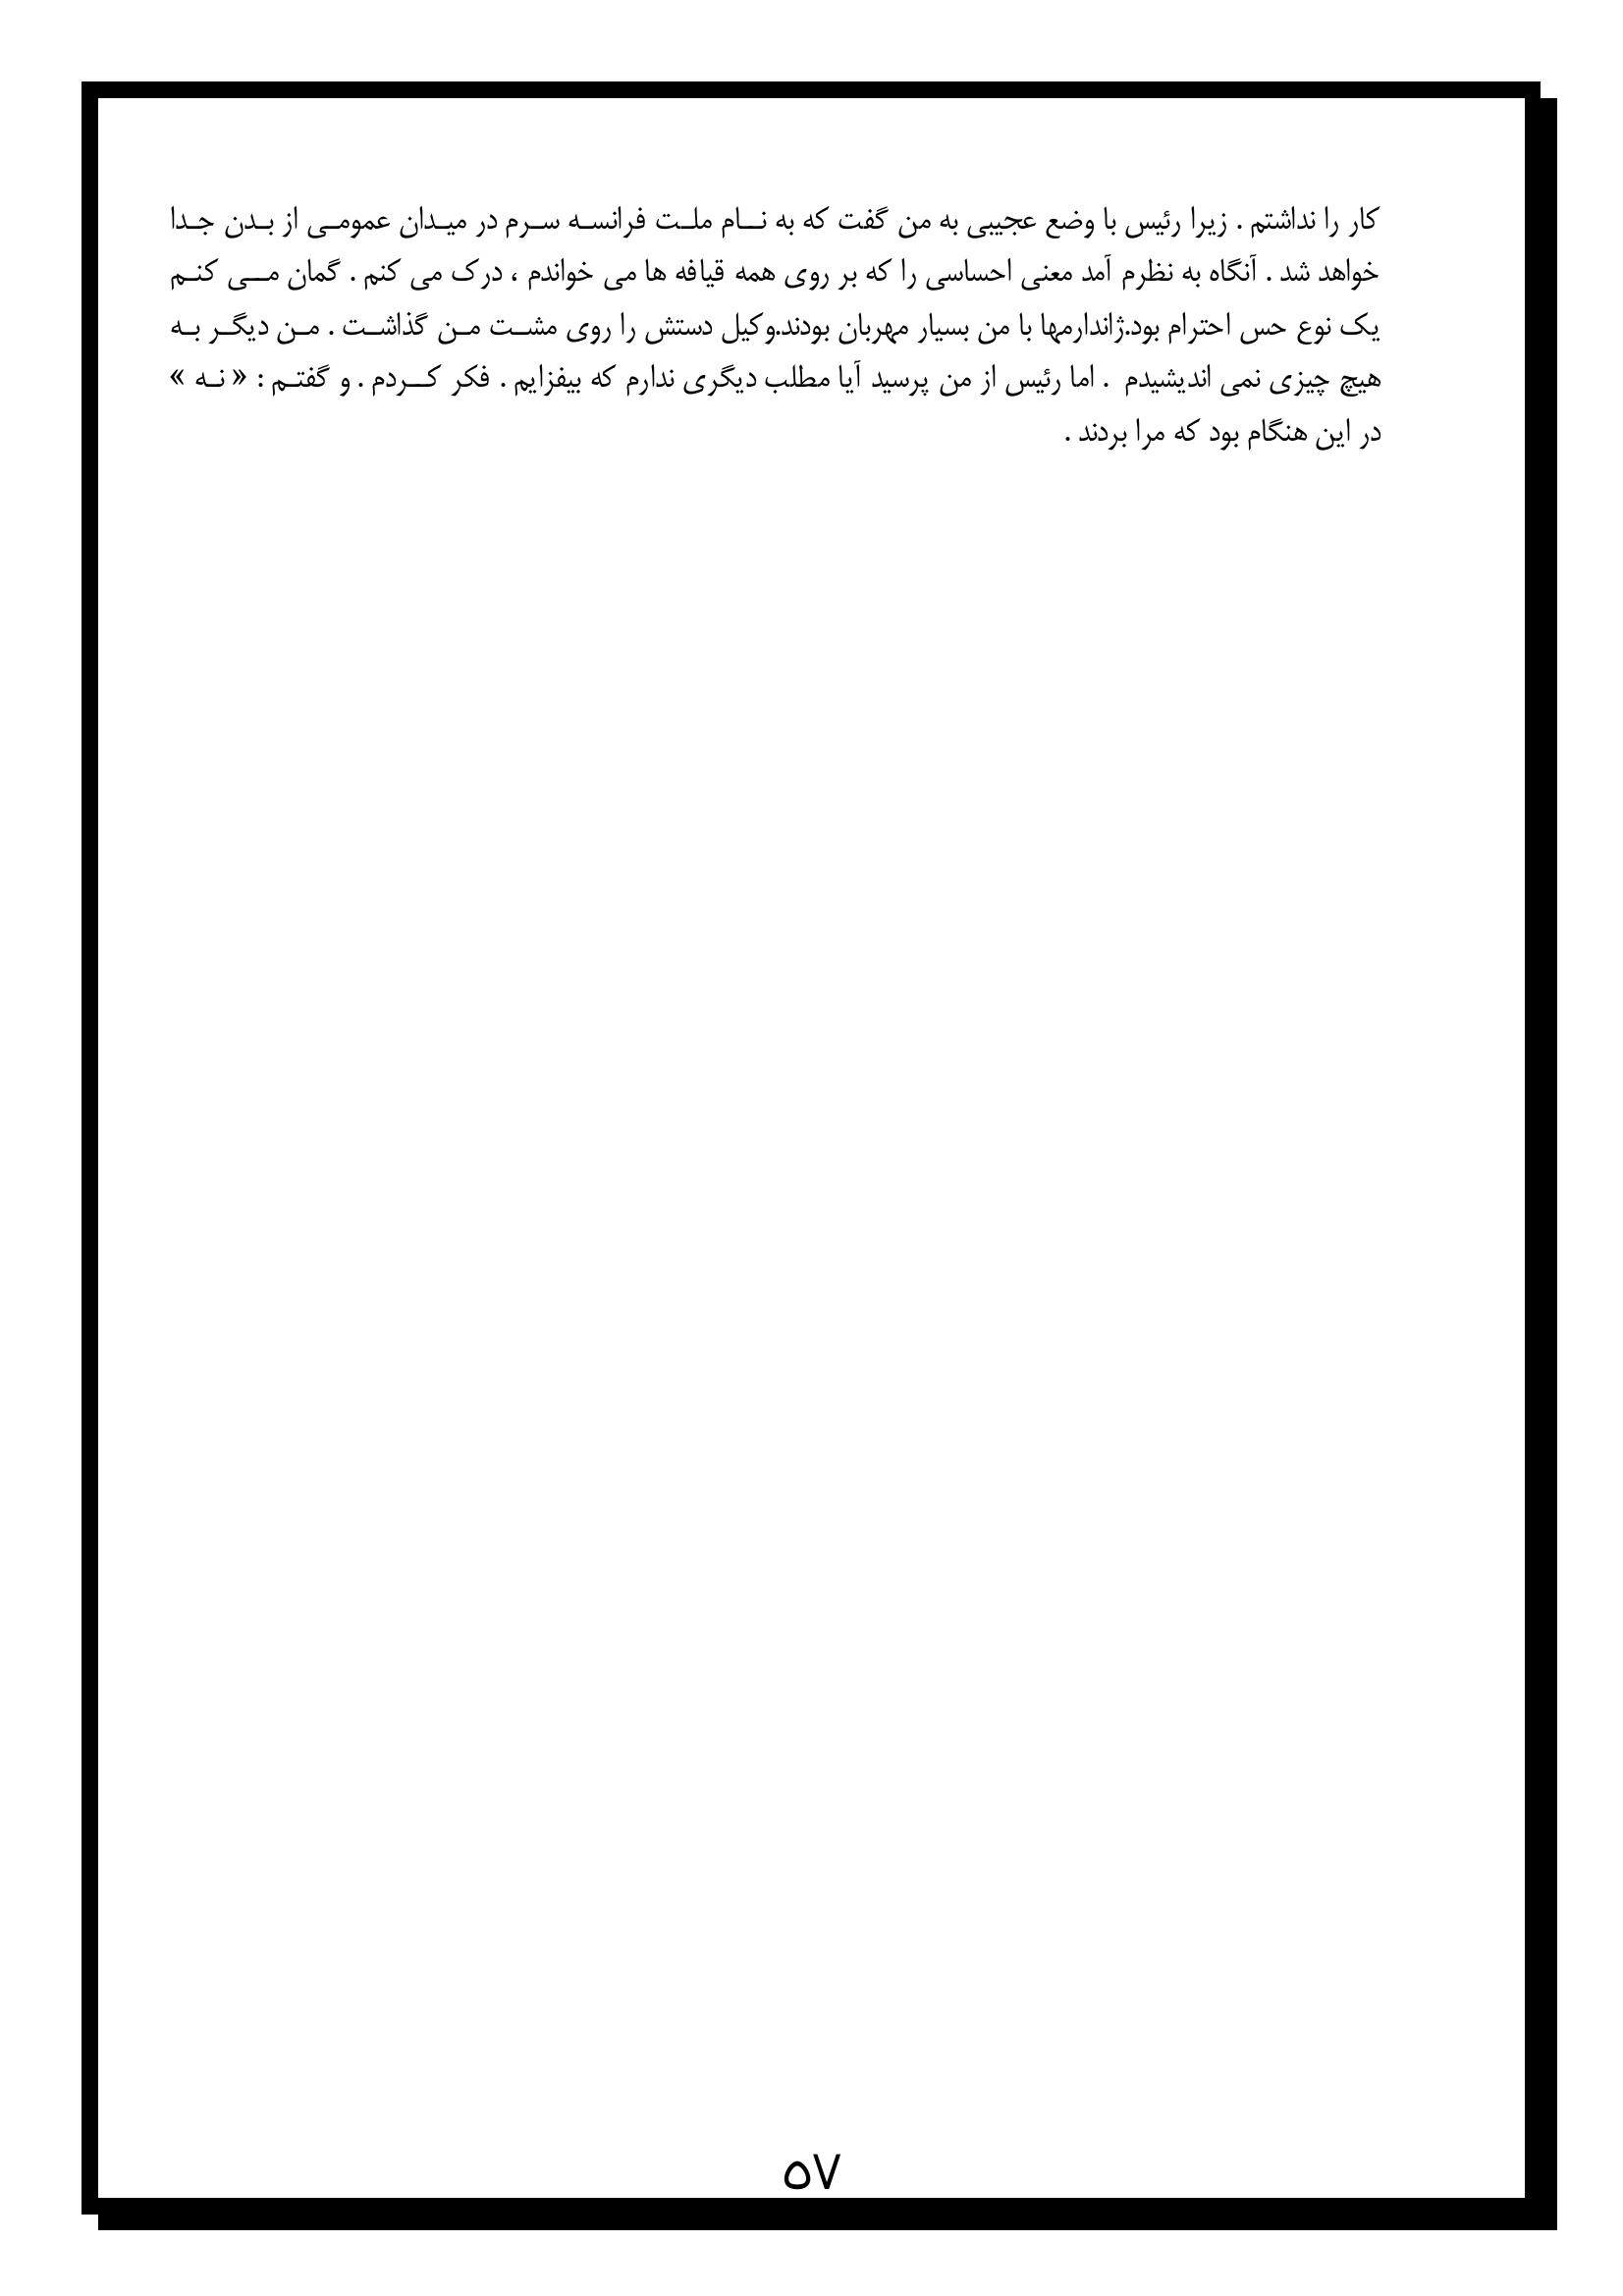 کار را نداشتم . زیرا رئیس با وضع عجیبی به من گفت که به نام ملت فرانسه سرم در میدان عمومی از بدن جدا
خواهد شد . آنگاه به نظرم آمد معنی احساسی را که بر روی همه قیافه ها می خواندم ، درک می کنم . گمان می کنم
یک نوع حس احترام بود.ژاندارمها با من بسیار مهربان بودند.وکیل دستش را روی مشت من گذاشت . من دیگر به
هیچ چیزی نمی اندیشیدم . اما رئیس از من پرسید آیا مطلب دیگری ندارم که بیفزایم . فکر کردم . و گفتم : « نه »
در این هنگام بود که مرا بردند .
٥٧